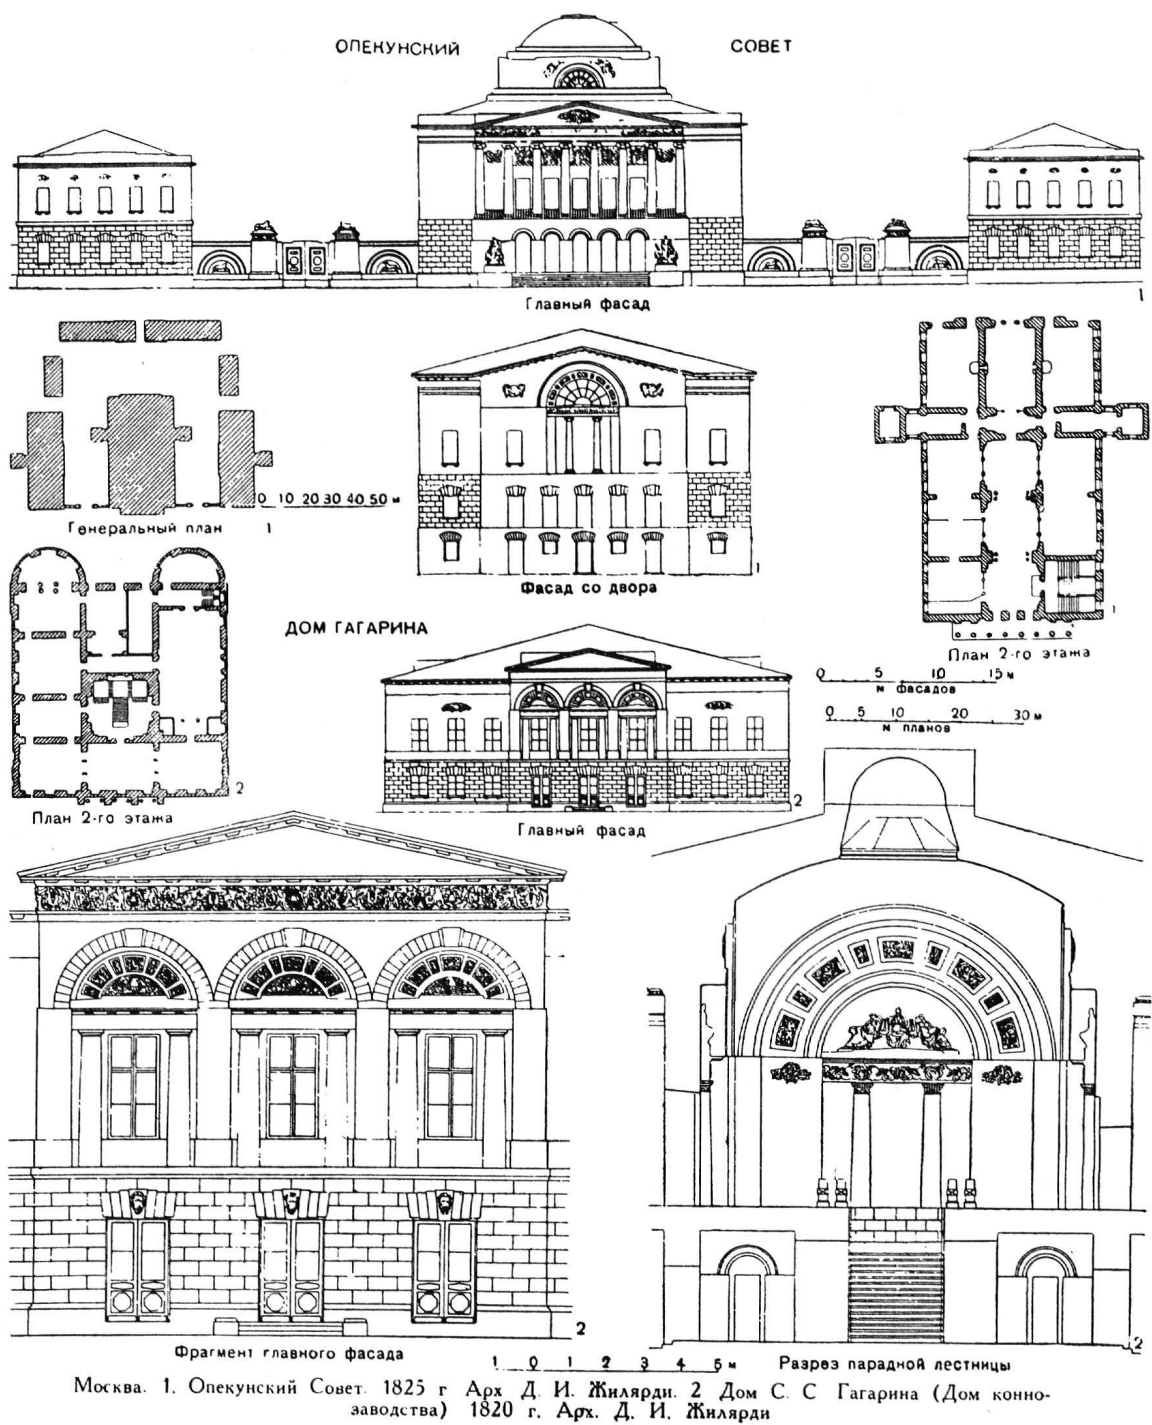 ОПЕКУНСКИЙ СОВЕТ
Главный фасад
1
Генеральный план
1
0 10 20 30 40 50 м
Фасад со двора
1
План 2-го этажа
1
0 5 10 15 м
м фасадов
0 5 10 20 30 м
м планов
ДОМ ГАГАРИНА
План 2-го этажа
2
Главный фасад
2
Фрагмент главного фасада
2
1 0 1 2 3 4 5 м
Разрез парадной лестницы
2
Москва. 1. Опекунский Совет. 1825 г Арх Д. И. Жилярди. 2 Дом С. С Гагарина (Дом конно-
заводства) 1820 г. Арх. Д. И. Жилярди